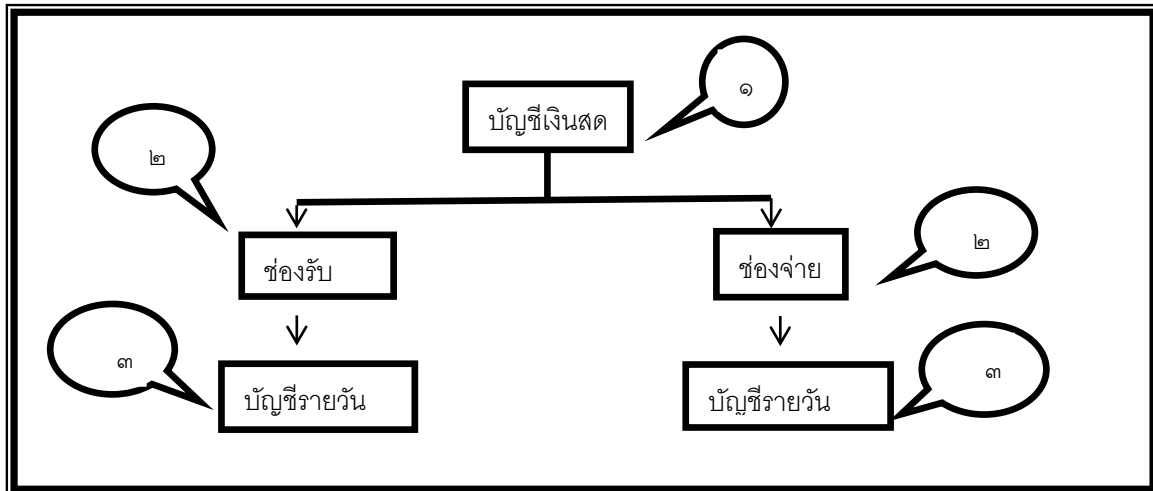 ๑
บัญชีเงินสด
๒
๒
ช่องรับ
ช่องจ่าย
๓
๓
บัญชีรายวัน
บัญชีรายวัน